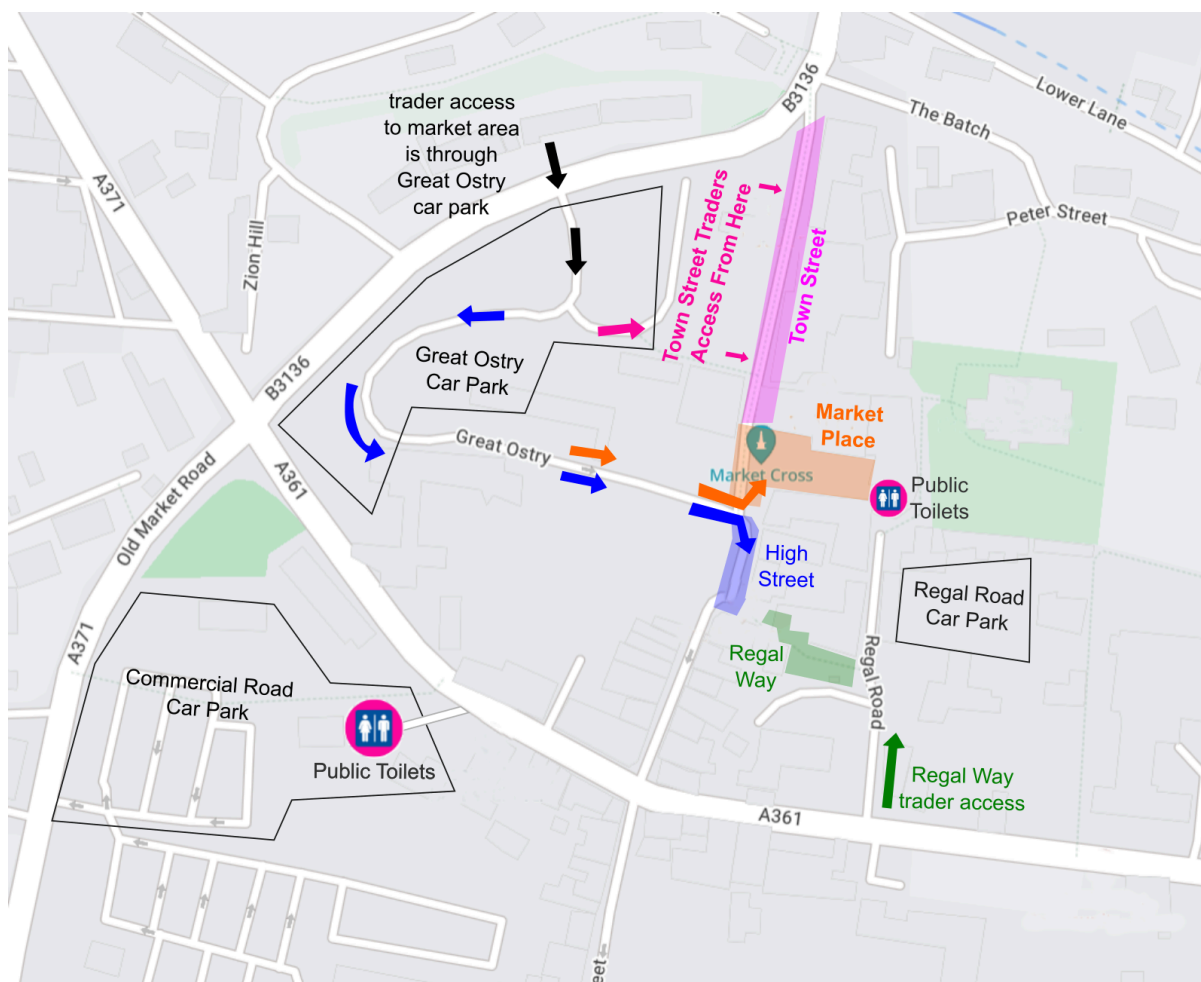 B3136
Lower Lane
The Batch
trader access
to market area
is through
Great Ostry
car park
A371
Zion Hill
Peter Street
Town Street Traders
Access From Here
Town Street
Great Ostry
Car Park
B3136
Market
Place
Great Ostry
Market Cross
Public
Toilets
Old Market Road
A361
High
Street
Regal Road
Car Park
Regal
Way
Regal Road
A371
Commercial Road
Car Park
Public Toilets
Regal Way
trader access
A361
eet